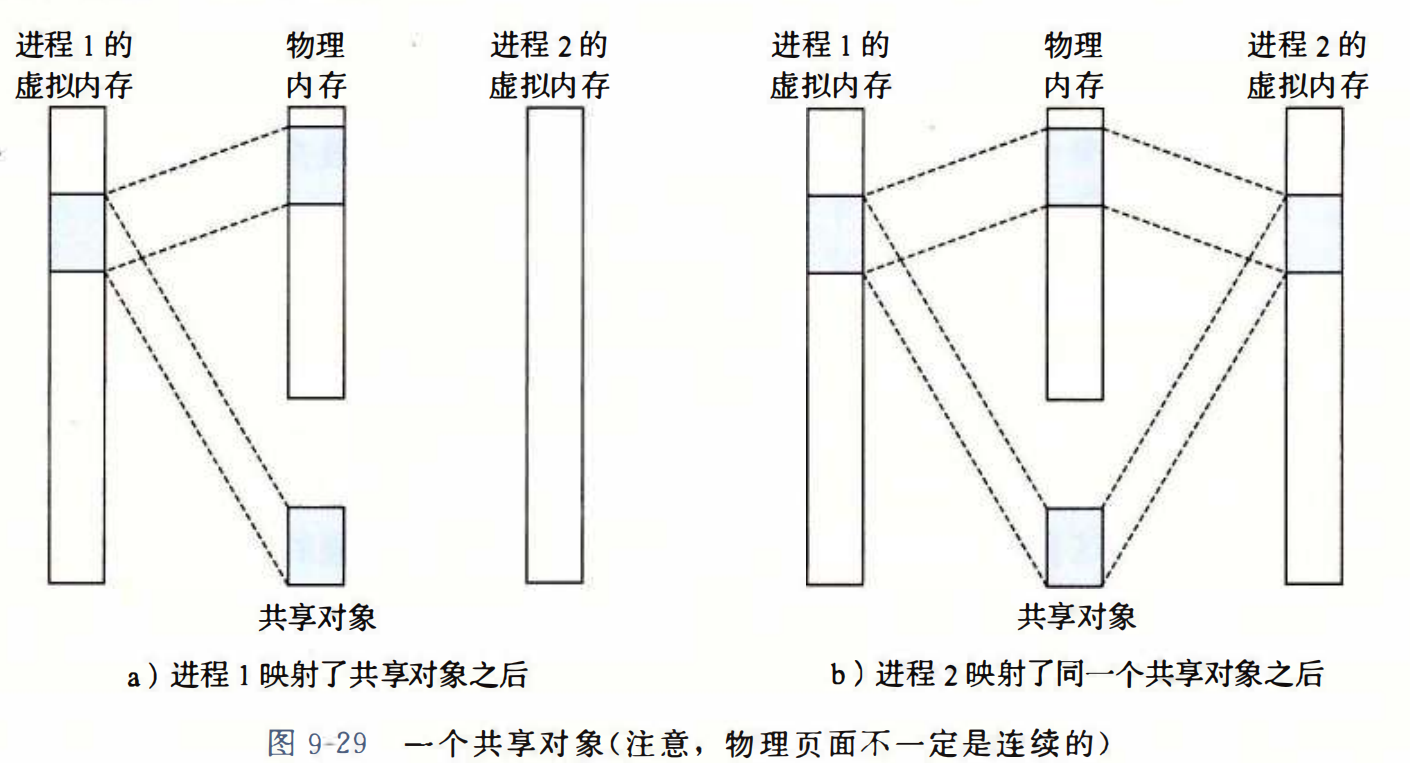 进程 1 的
虚拟内存
物理
内存
进程 2 的
虚拟内存
共享对象
a）进程 1 映射了共享对象之后
进程 1 的
虚拟内存
物理
内存
进程 2 的
虚拟内存
共享对象
b）进程 2 映射了同一个共享对象之后
图 9-29 一个共享对象(注意，物理页面不一定是连续的)